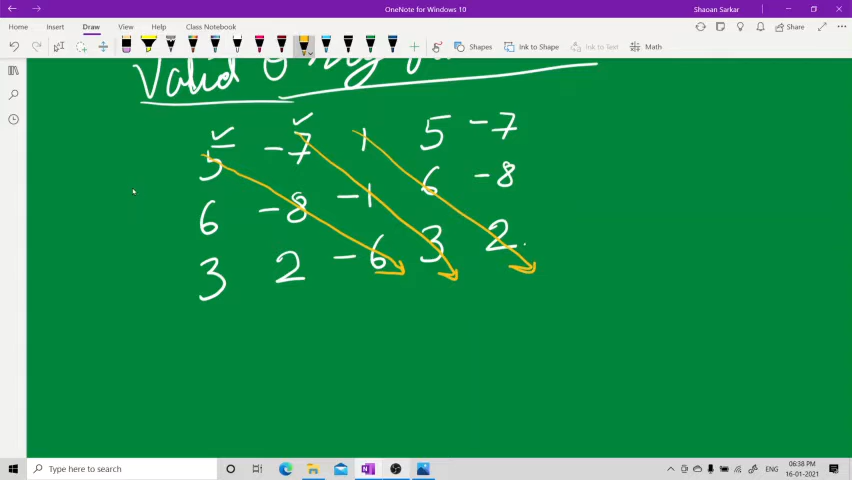 OneNote for Windows 10
Shaoan Sarkar
Home Insert Draw View Help Class Notebook
Share
Shapes Ink to Shape Ink to Text Math
Valid
5 -7 1 5 -7
6 -8 -1 6 -8
3 2 -6 3 2
Type here to search
ENG
06:38 PM
16-01-2021